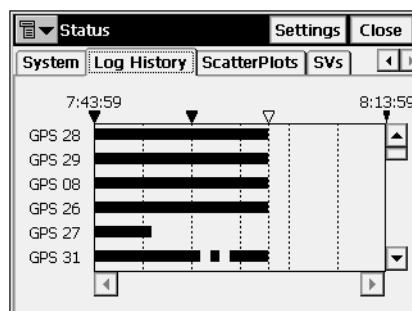 Status Settings Close
System Log History ScatterPlots SVs
7:43:59 8:13:59
GPS 28
GPS 29
GPS 08
GPS 26
GPS 27
GPS 31